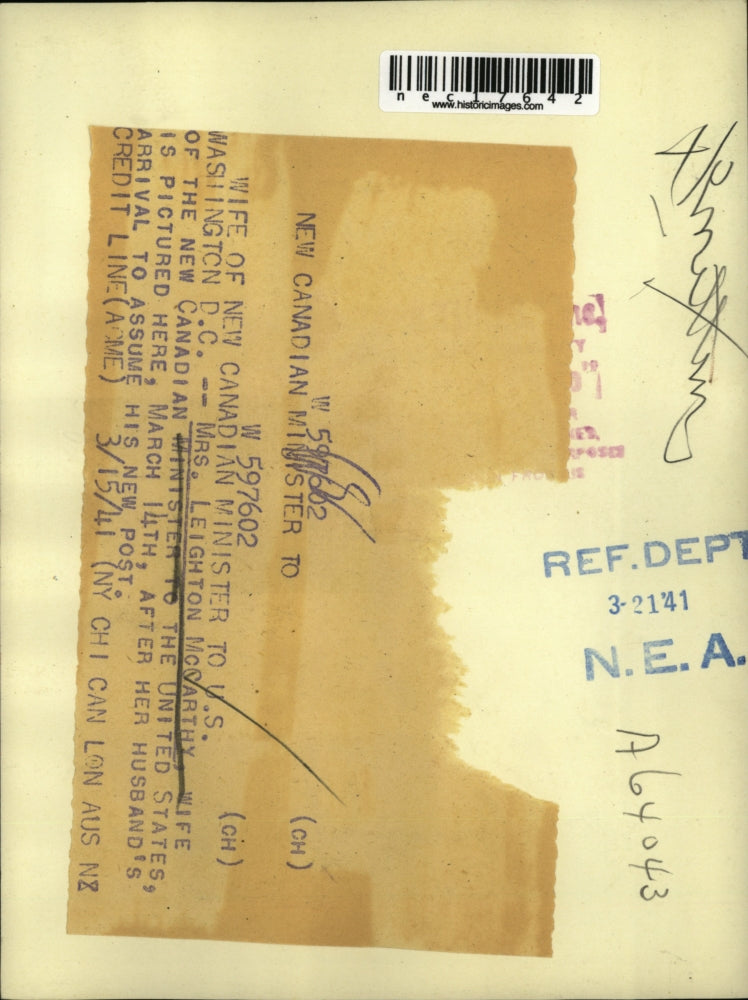 nec17642
www.historicimages.com
W 597602
NEW CANADIAN MINISTER TO (CH)
W 597602
WIFE OF NEW CANADIAN MINISTER TO U.S. (CH)
WASHINGTON D.C. -- MRS. LEIGHTON MCCARTHY, WIFE
OF THE NEW CANADIAN MINISTER TO THE UNITED STATES,
IS PICTURED HERE, MARCH 14TH, AFTER HER HUSBAND'S
ARRIVAL TO ASSUME HIS NEW POST.
CREDIT LINE (ACME) 3/15/41 (NY CHI CAN LON AUS NZ
REF.DEPT
3-21'41
N.E.A.
A64043